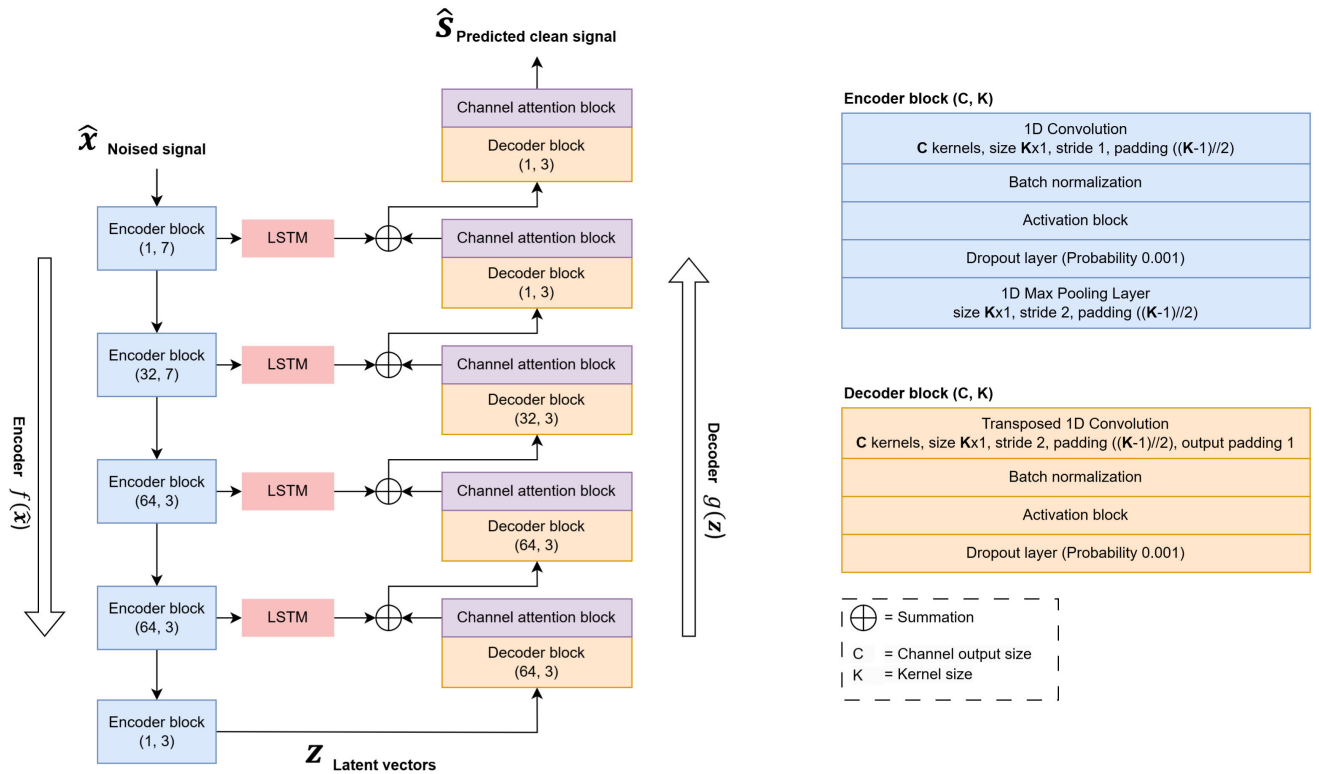 Ŝ Predicted clean signal
Channel attention block
Decoder block
(1, 3)
x̂ Noised signal
Encoder block
(1, 7)
LSTM
Channel attention block
Decoder block
(1, 3)
Encoder block
(32, 7)
LSTM
Channel attention block
Decoder block
(32, 3)
Encoder block
(64, 3)
LSTM
Channel attention block
Decoder block
(64, 3)
Encoder block
(64, 3)
LSTM
Channel attention block
Decoder block
(64, 3)
Encoder block
(1, 3)
Z Latent vectors
Encoder f(x̂)
Decoder g(z)
Encoder block (C, K)
1D Convolution
C kernels, size Kx1, stride 1, padding ((K-1)//2)
Batch normalization
Activation block
Dropout layer (Probability 0.001)
1D Max Pooling Layer
size Kx1, stride 2, padding ((K-1)//2)
Decoder block (C, K)
Transposed 1D Convolution
C kernels, size Kx1, stride 2, padding ((K-1)//2), output padding 1
Batch normalization
Activation block
Dropout layer (Probability 0.001)
⊕ = Summation
C = Channel output size
K = Kernel size